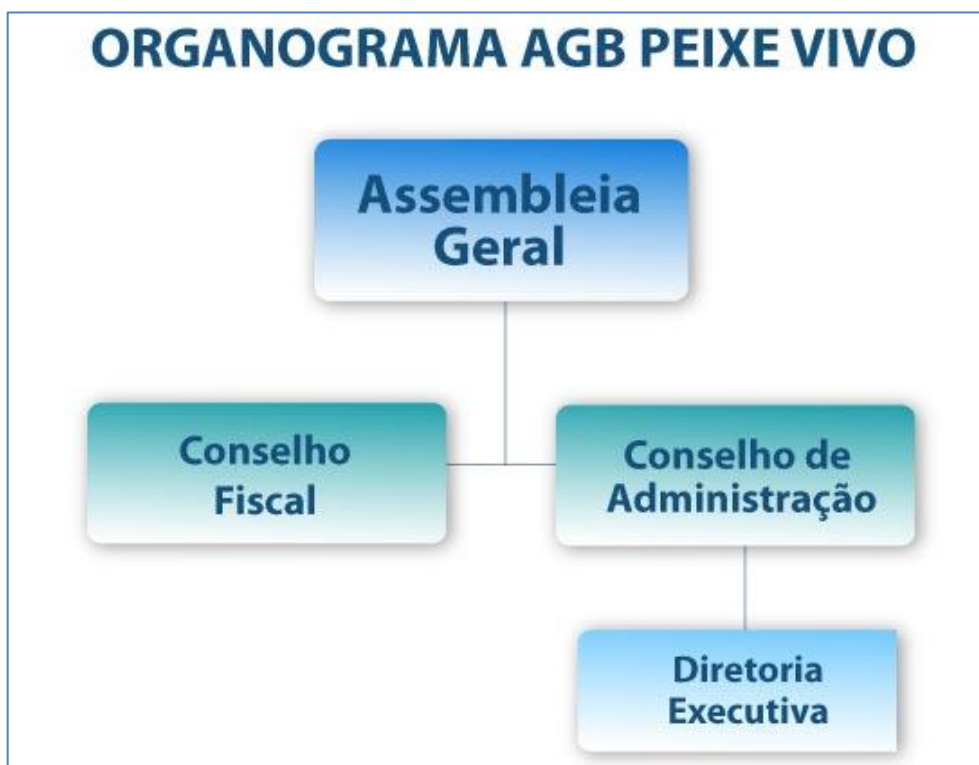 ORGANOGRAMA AGB PEIXE VIVO
Assembleia
Geral
Conselho
Fiscal
Conselho de
Administração
Diretoria
Executiva